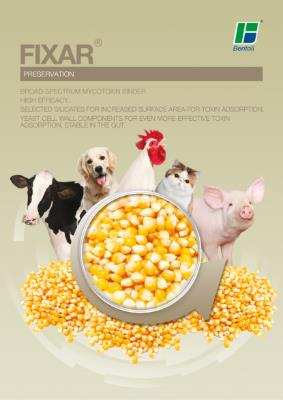 Bentoli
FIXAR®
PRESERVATION
BROAD-SPECTRUM MYCOTOXIN BINDER.
HIGH EFFICACY.
SELECTED SILICATES FOR INCREASED SURFACE AREA FOR TOXIN ADSORPTION.
YEAST CELL WALL COMPONENTS FOR EVEN MORE EFFECTIVE TOXIN
ADSORPTION, STABLE IN THE GUT.